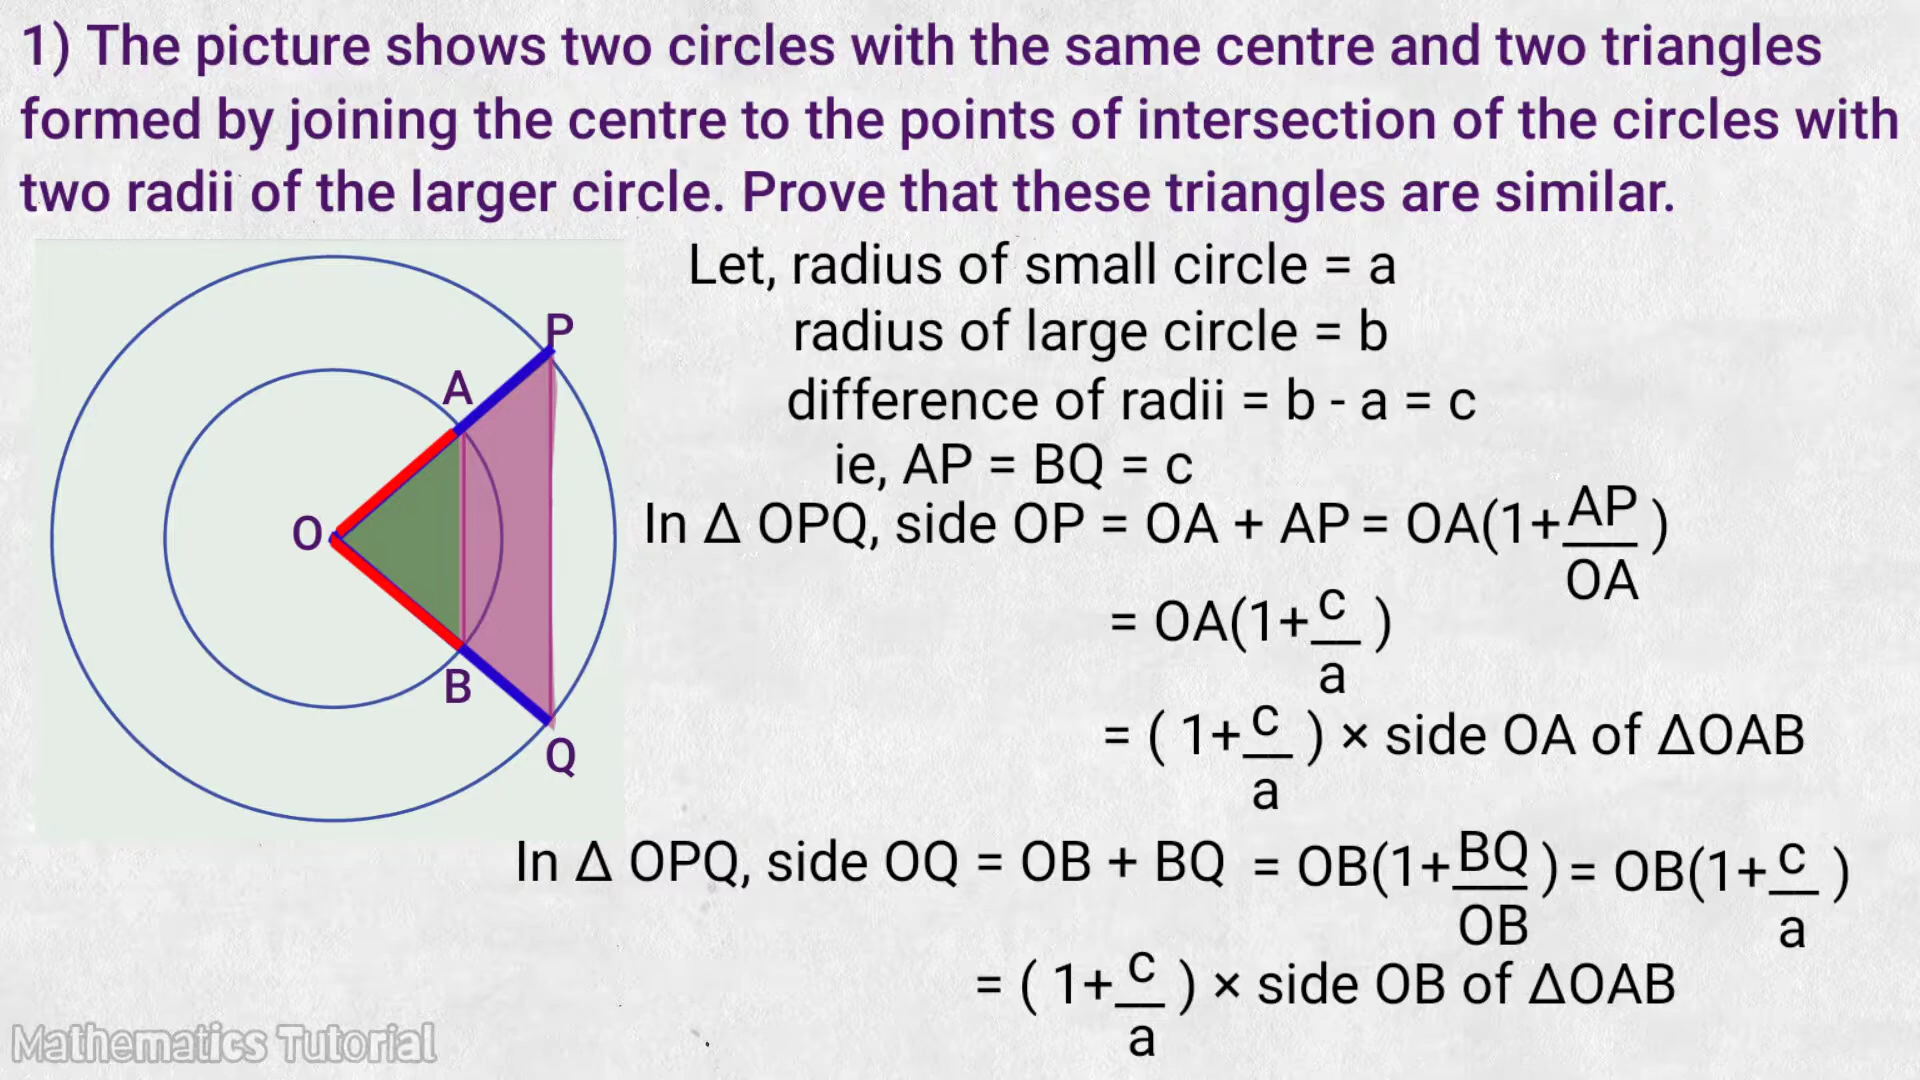 1) The picture shows two circles with the same centre and two triangles
formed by joining the centre to the points of intersection of the circles with
two radii of the larger circle. Prove that these triangles are similar.
Let, radius of small circle = a
radius of large circle = b
difference of radii = b - a = c
ie, AP = BQ = c
P
A
O
B
Q
In Δ OPQ, side OP = OA + AP = OA(1+AP/OA)
= OA(1+c/a)
= ( 1+c/a ) × side OA of ΔOAB
In Δ OPQ, side OQ = OB + BQ = OB(1+BQ/OB) = OB(1+c/a)
= ( 1+c/a ) × side OB of ΔOAB
Mathematics Tutorial